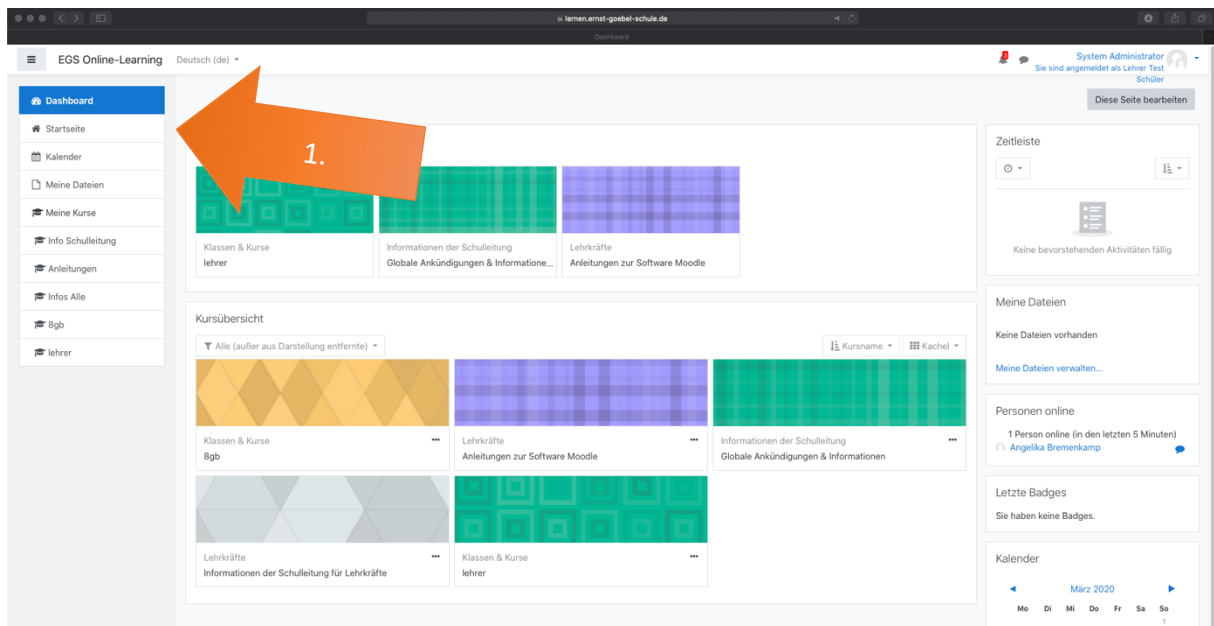 lernen.ernst-goebel-schule.de
Dashboard
EGS Online-Learning
Deutsch (de)
System Administrator
Sie sind angemeldet als Lehrer Test
Schüler
Diese Seite bearbeiten
Dashboard
Startseite
Kalender
Meine Dateien
Meine Kurse
Info Schulleitung
Anleitungen
Infos Alle
8gb
lehrer
1.
Klassen & Kurse
lehrer
Informationen der Schulleitung
Globale Ankündigungen & Informatione...
Lehrkräfte
Anleitungen zur Software Moodle
Kursübersicht
Alle (außer aus Darstellung entfernte)
Kursname
Kachel
Klassen & Kurse
8gb
Lehrkräfte
Anleitungen zur Software Moodle
Informationen der Schulleitung
Globale Ankündigungen & Informationen
Lehrkräfte
Informationen der Schulleitung für Lehrkräfte
Klassen & Kurse
lehrer
Zeitleiste
Keine bevorstehenden Aktivitäten fällig
Meine Dateien
Keine Dateien vorhanden
Meine Dateien verwalten...
Personen online
1 Person online (in den letzten 5 Minuten)
Angelika Bremenkamp
Letzte Badges
Sie haben keine Badges.
Kalender
März 2020
Mo Di Mi Do Fr Sa So
1